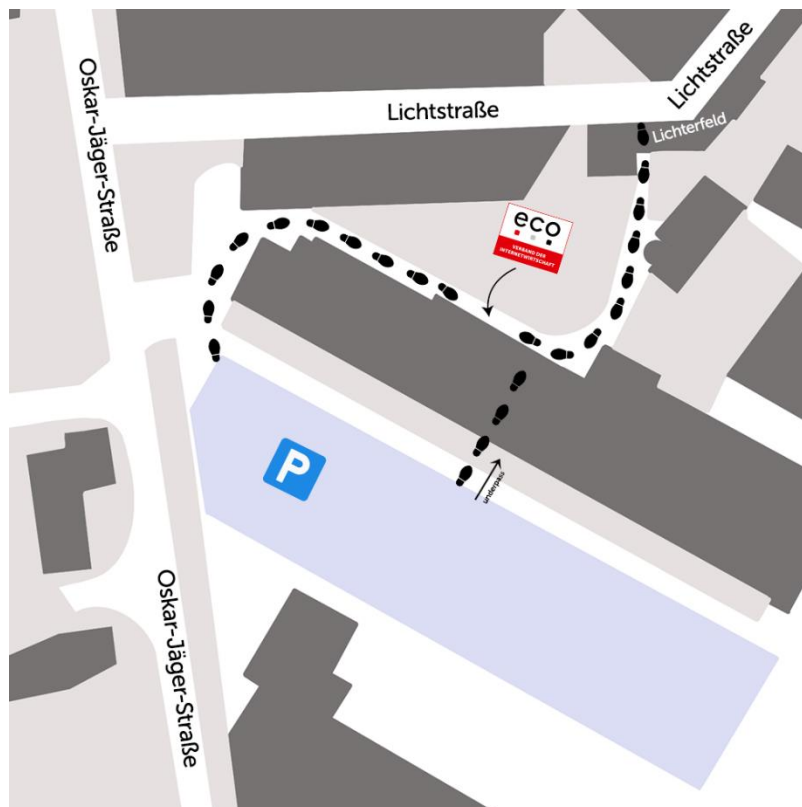 Oskar-Jäger-Straße
Lichtstraße
Lichtstraße
Lichterfeld
eco
VERBAND DER
INTERNETWIRTSCHAFT
P
underpass
Oskar-Jäger-Straße